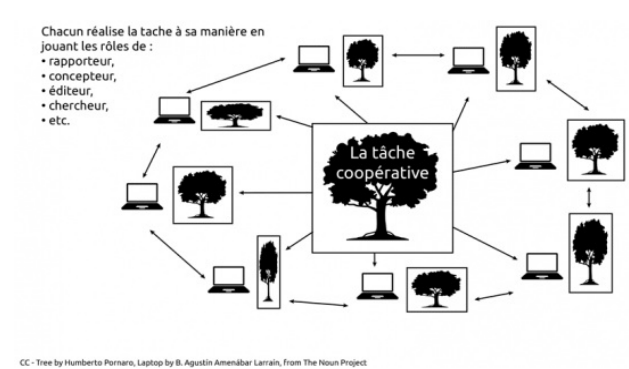 Chacun réalise la tache à sa manière en
jouant les rôles de :
• rapporteur,
• concepteur,
• éditeur,
• chercheur,
• etc.
La tâche
coopérative
CC - Tree by Humberto Pornaro, Laptop by B. Agustín Amenábar Larraín, from The Noun Project